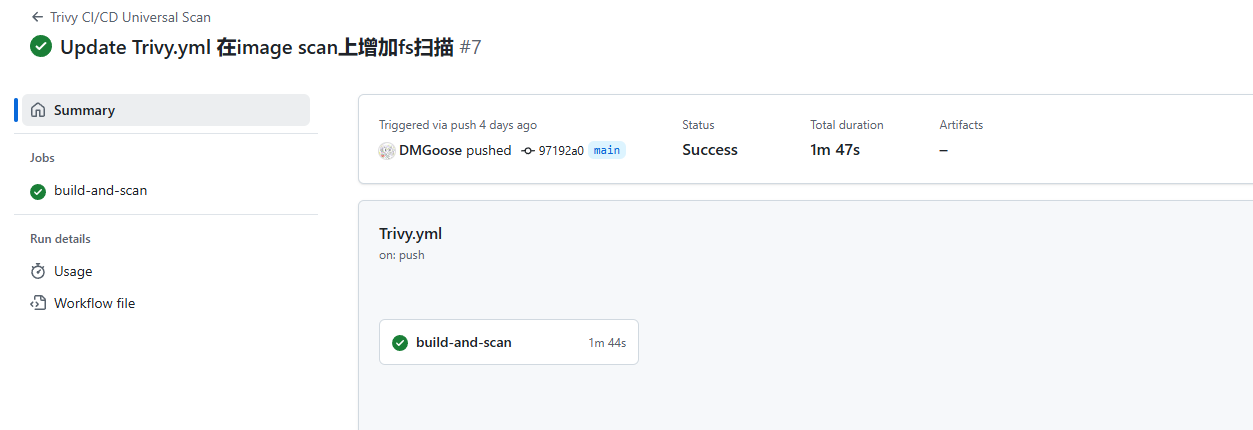 Trivy CI/CD Universal Scan
Update Trivy.yml 在image scan上增加fs扫描 #7
Summary
Jobs
build-and-scan
Run details
Usage
Workflow file
Triggered via push 4 days ago
DMGoose pushed 97192a0 main
Status
Success
Total duration
1m 47s
Artifacts
–
Trivy.yml
on: push
build-and-scan 1m 44s